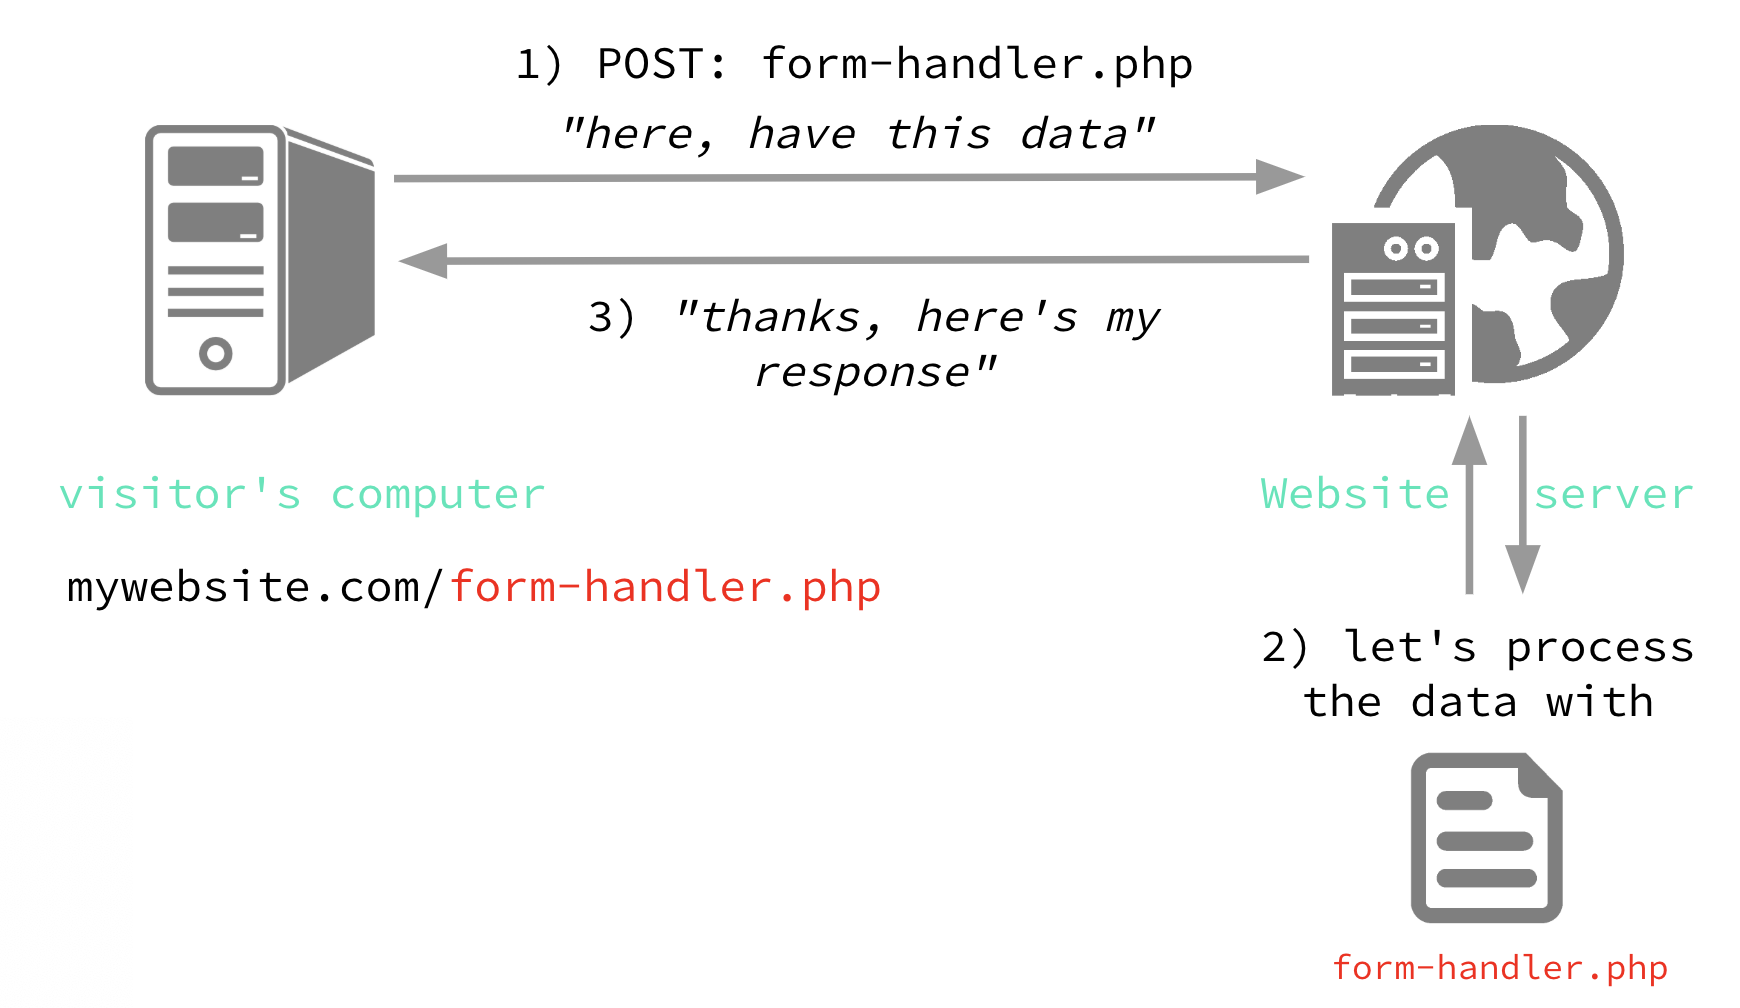 1) POST: form-handler.php
"here, have this data"
3) "thanks, here's my
response"
visitor's computer
Website server
mywebsite.com/form-handler.php
2) let's process
the data with
form-handler.php